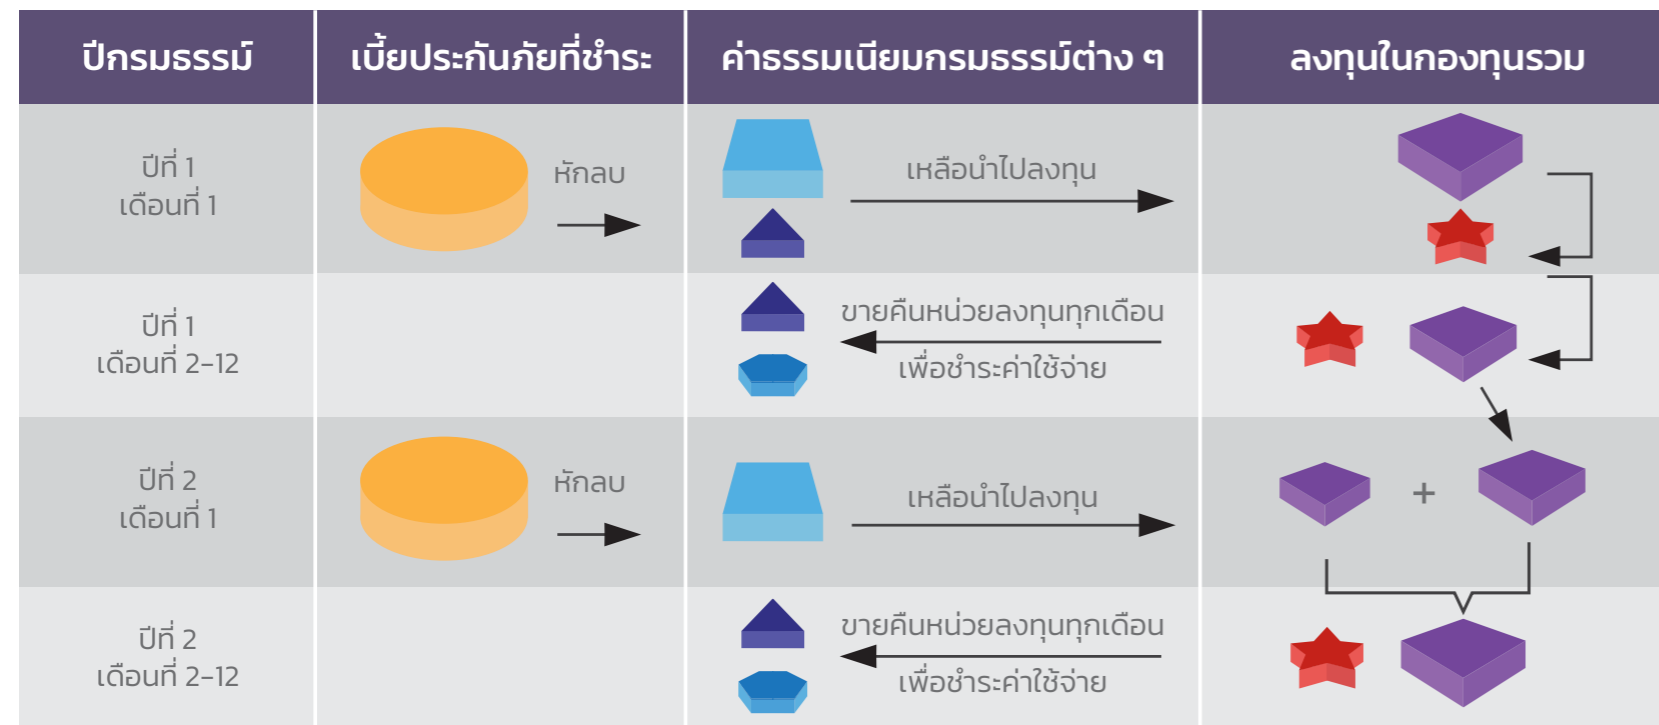 ปีกรมธรรม์ เบี้ยประกันภัยที่ชำระ ค่าธรรมเนียมกรมธรรม์ต่าง ๆ ลงทุนในกองทุนรวม
ปีที่ 1
เดือนที่ 1
หักลบ
เหลือนำไปลงทุน
ปีที่ 1
เดือนที่ 2-12
ขายคืนหน่วยลงทุนทุกเดือน
เพื่อชำระค่าใช้จ่าย
ปีที่ 2
เดือนที่ 1
หักลบ
เหลือนำไปลงทุน
+
ปีที่ 2
เดือนที่ 2-12
ขายคืนหน่วยลงทุนทุกเดือน
เพื่อชำระค่าใช้จ่าย